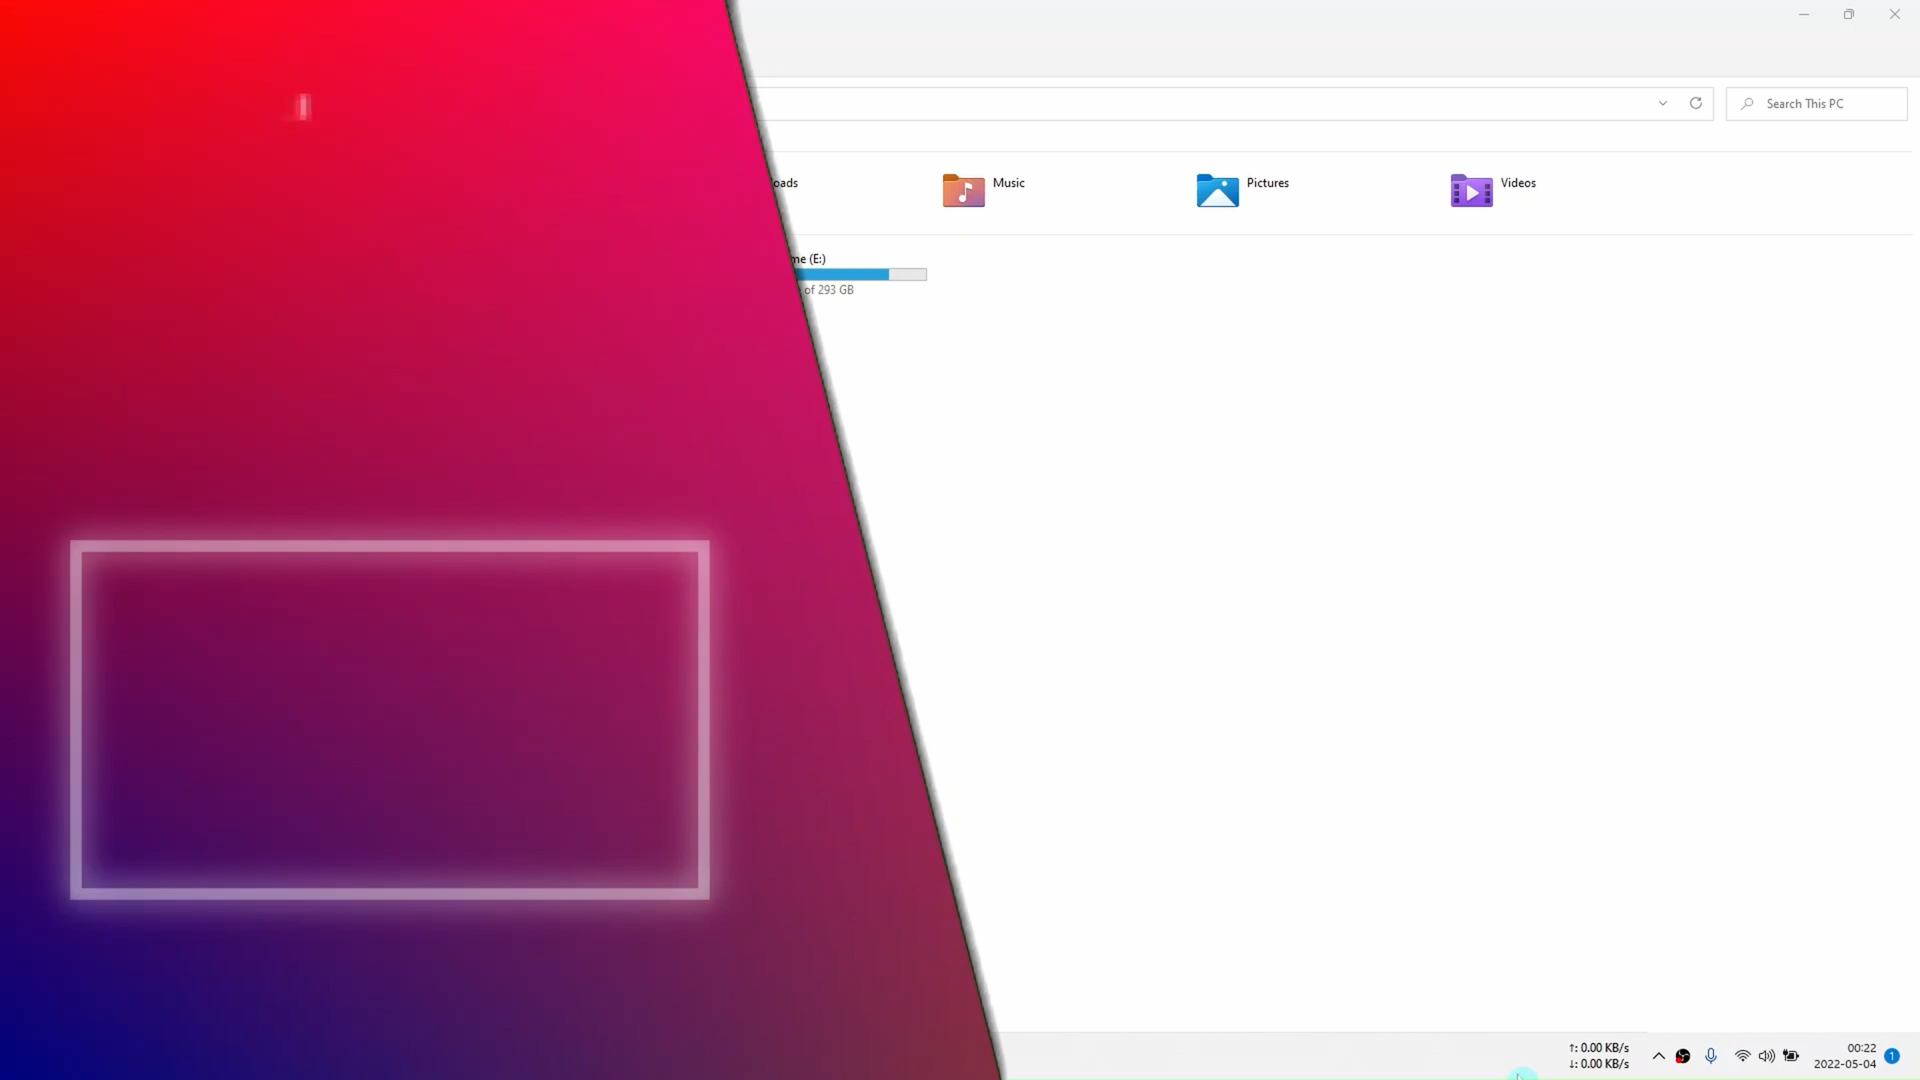 Search This PC
oads
Music
Pictures
Videos
me (E:)
of 293 GB
↑: 0.00 KB/s
↓: 0.00 KB/s
00:22
2022-05-04
1